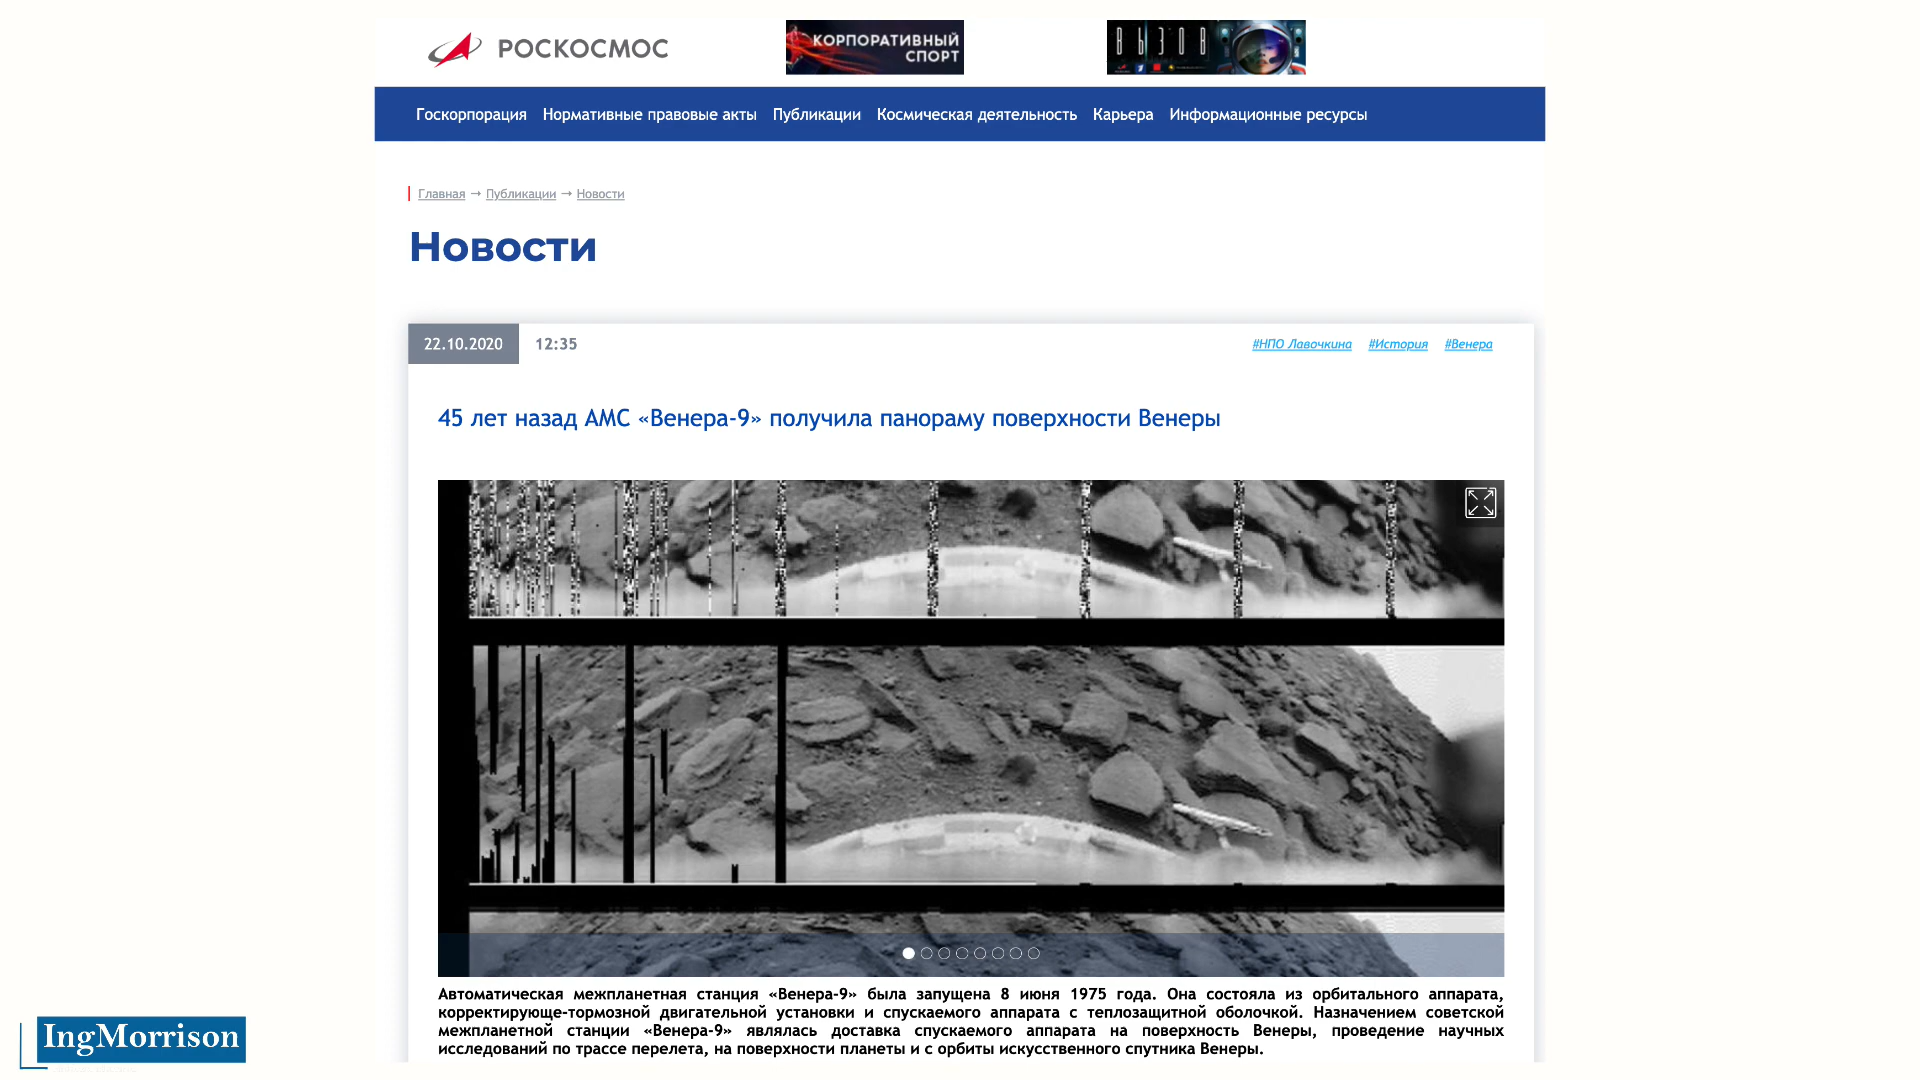 РОСКОСМОС
КОРПОРАТИВНЫЙ
СПОРТ
ВЫЗОВ
Госкорпорация Нормативные правовые акты Публикации Космическая деятельность Карьера Информационные ресурсы
Главная → Публикации → Новости
Новости
22.10.2020 12:35 #НПО Лавочкина #История #Венера
45 лет назад АМС «Венера-9» получила панораму поверхности Венеры
Автоматическая межпланетная станция «Венера-9» была запущена 8 июня 1975 года. Она состояла из орбитального аппарата,
корректирующе-тормозной двигательной установки и спускаемого аппарата с теплозащитной оболочкой. Назначением советской
межпланетной станции «Венера-9» являлась доставка спускаемого аппарата на поверхность Венеры, проведение научных
исследований по трассе перелета, на поверхности планеты и с орбиты искусственного спутника Венеры.
IngMorrison